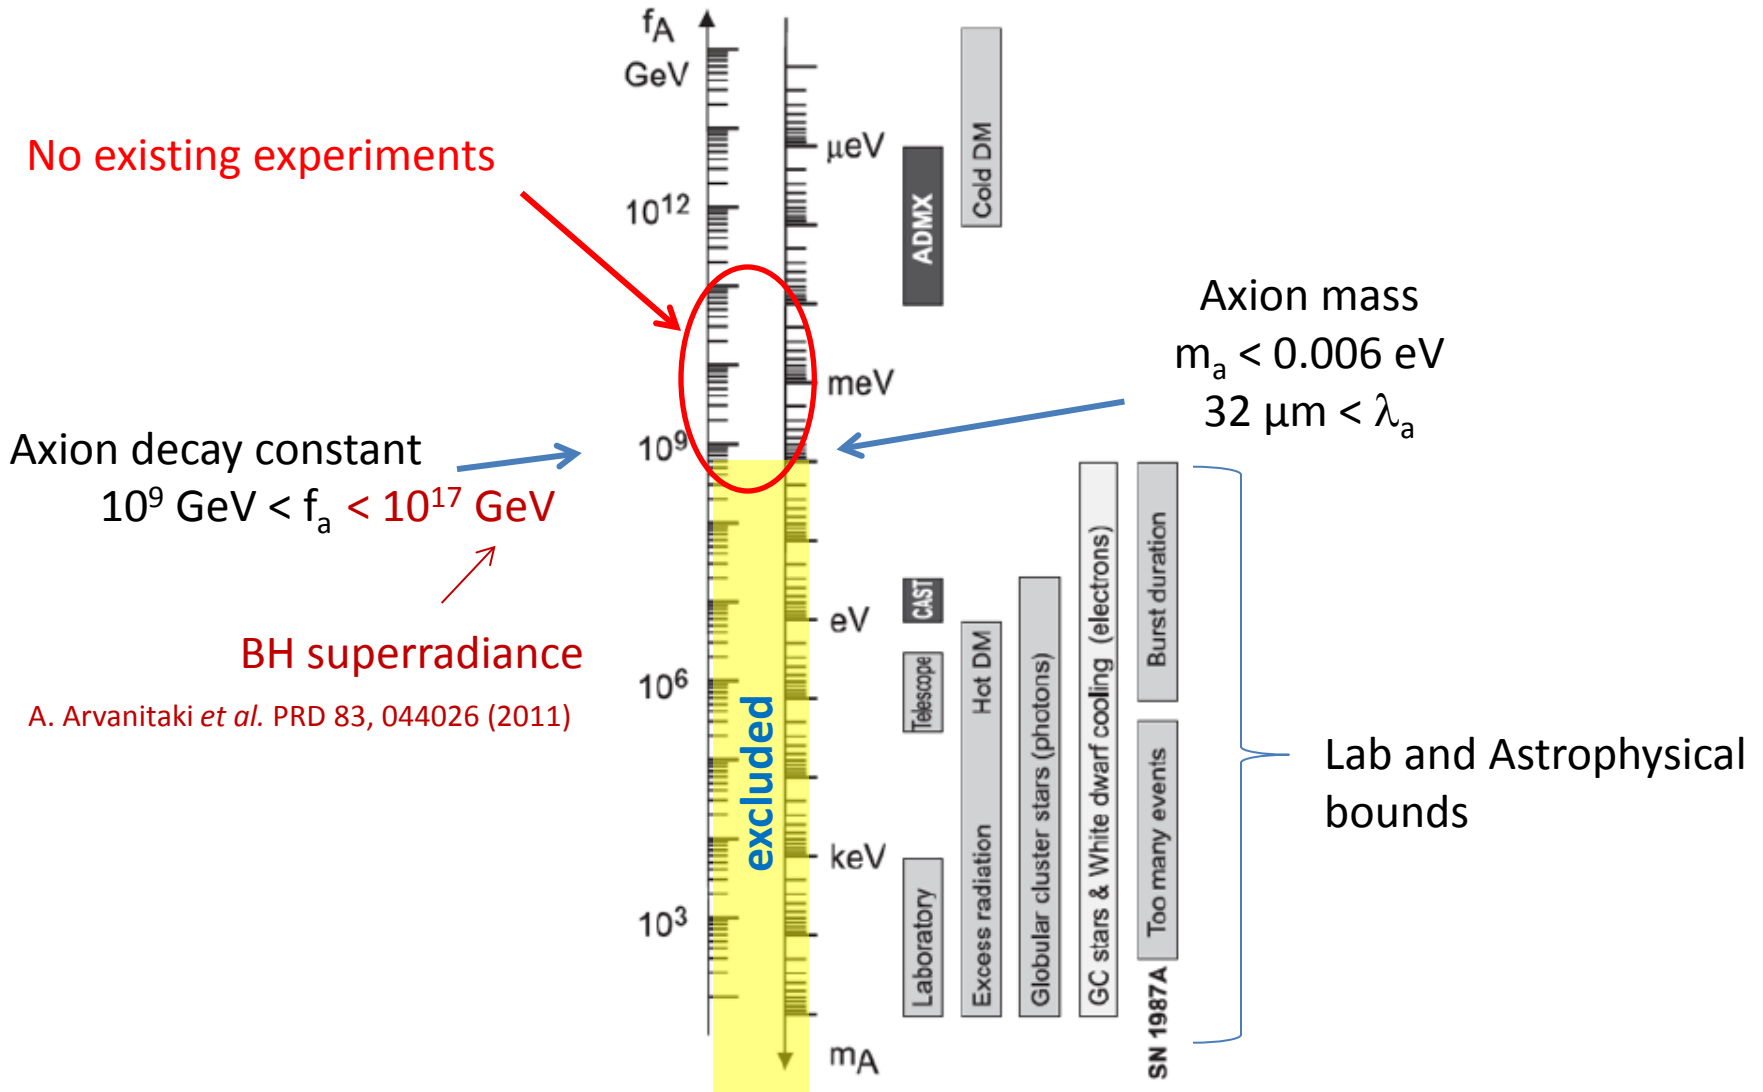 f_A
GeV
No existing experiments
μeV
Cold DM
ADMX
10^12
Axion mass
m_a < 0.006 eV
32 μm < λ_a
meV
10^9
Axion decay constant
10^9 GeV < f_a < 10^17 GeV
BH superradiance
A. Arvanitaki et al. PRD 83, 044026 (2011)
eV
10^6
keV
10^3
m_A
excluded
CAST
Telescope
Laboratory
Hot DM
Excess radiation
Globular cluster stars (photons)
GC stars & White dwarf cooling (electrons)
Burst duration
Too many events
SN 1987A
Lab and Astrophysical
bounds